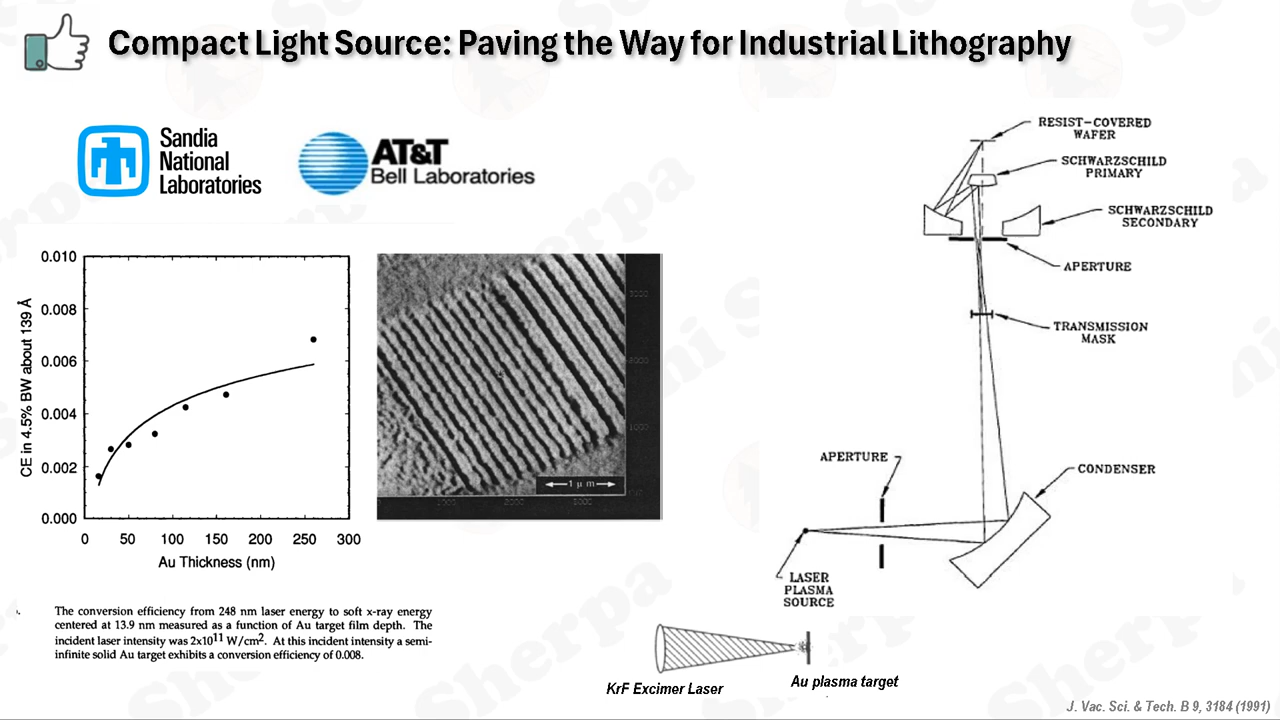 Compact Light Source: Paving the Way for Industrial Lithography
Sandia
National
Laboratories
AT&T
Bell Laboratories
RESIST-COVERED
WAFER
SCHWARZSCHILD
PRIMARY
SCHWARZSCHILD
SECONDARY
APERTURE
TRANSMISSION
MASK
APERTURE
CONDENSER
LASER
PLASMA
SOURCE
CE in 4.5% BW about 139 Å
0.010
0.008
0.006
0.004
0.002
0.000
0 50 100 150 200 250 300
Au Thickness (nm)
1 μm
The conversion efficiency from 248 nm laser energy to soft x-ray energy
centered at 13.9 nm measured as a function of Au target film depth. The
incident laser intensity was 2x10¹¹ W/cm². At this incident intensity a semi-
infinite solid Au target exhibits a conversion efficiency of 0.008.
KrF Excimer Laser
Au plasma target
J. Vac. Sci. & Tech. B 9, 3184 (1991)
Sherpa